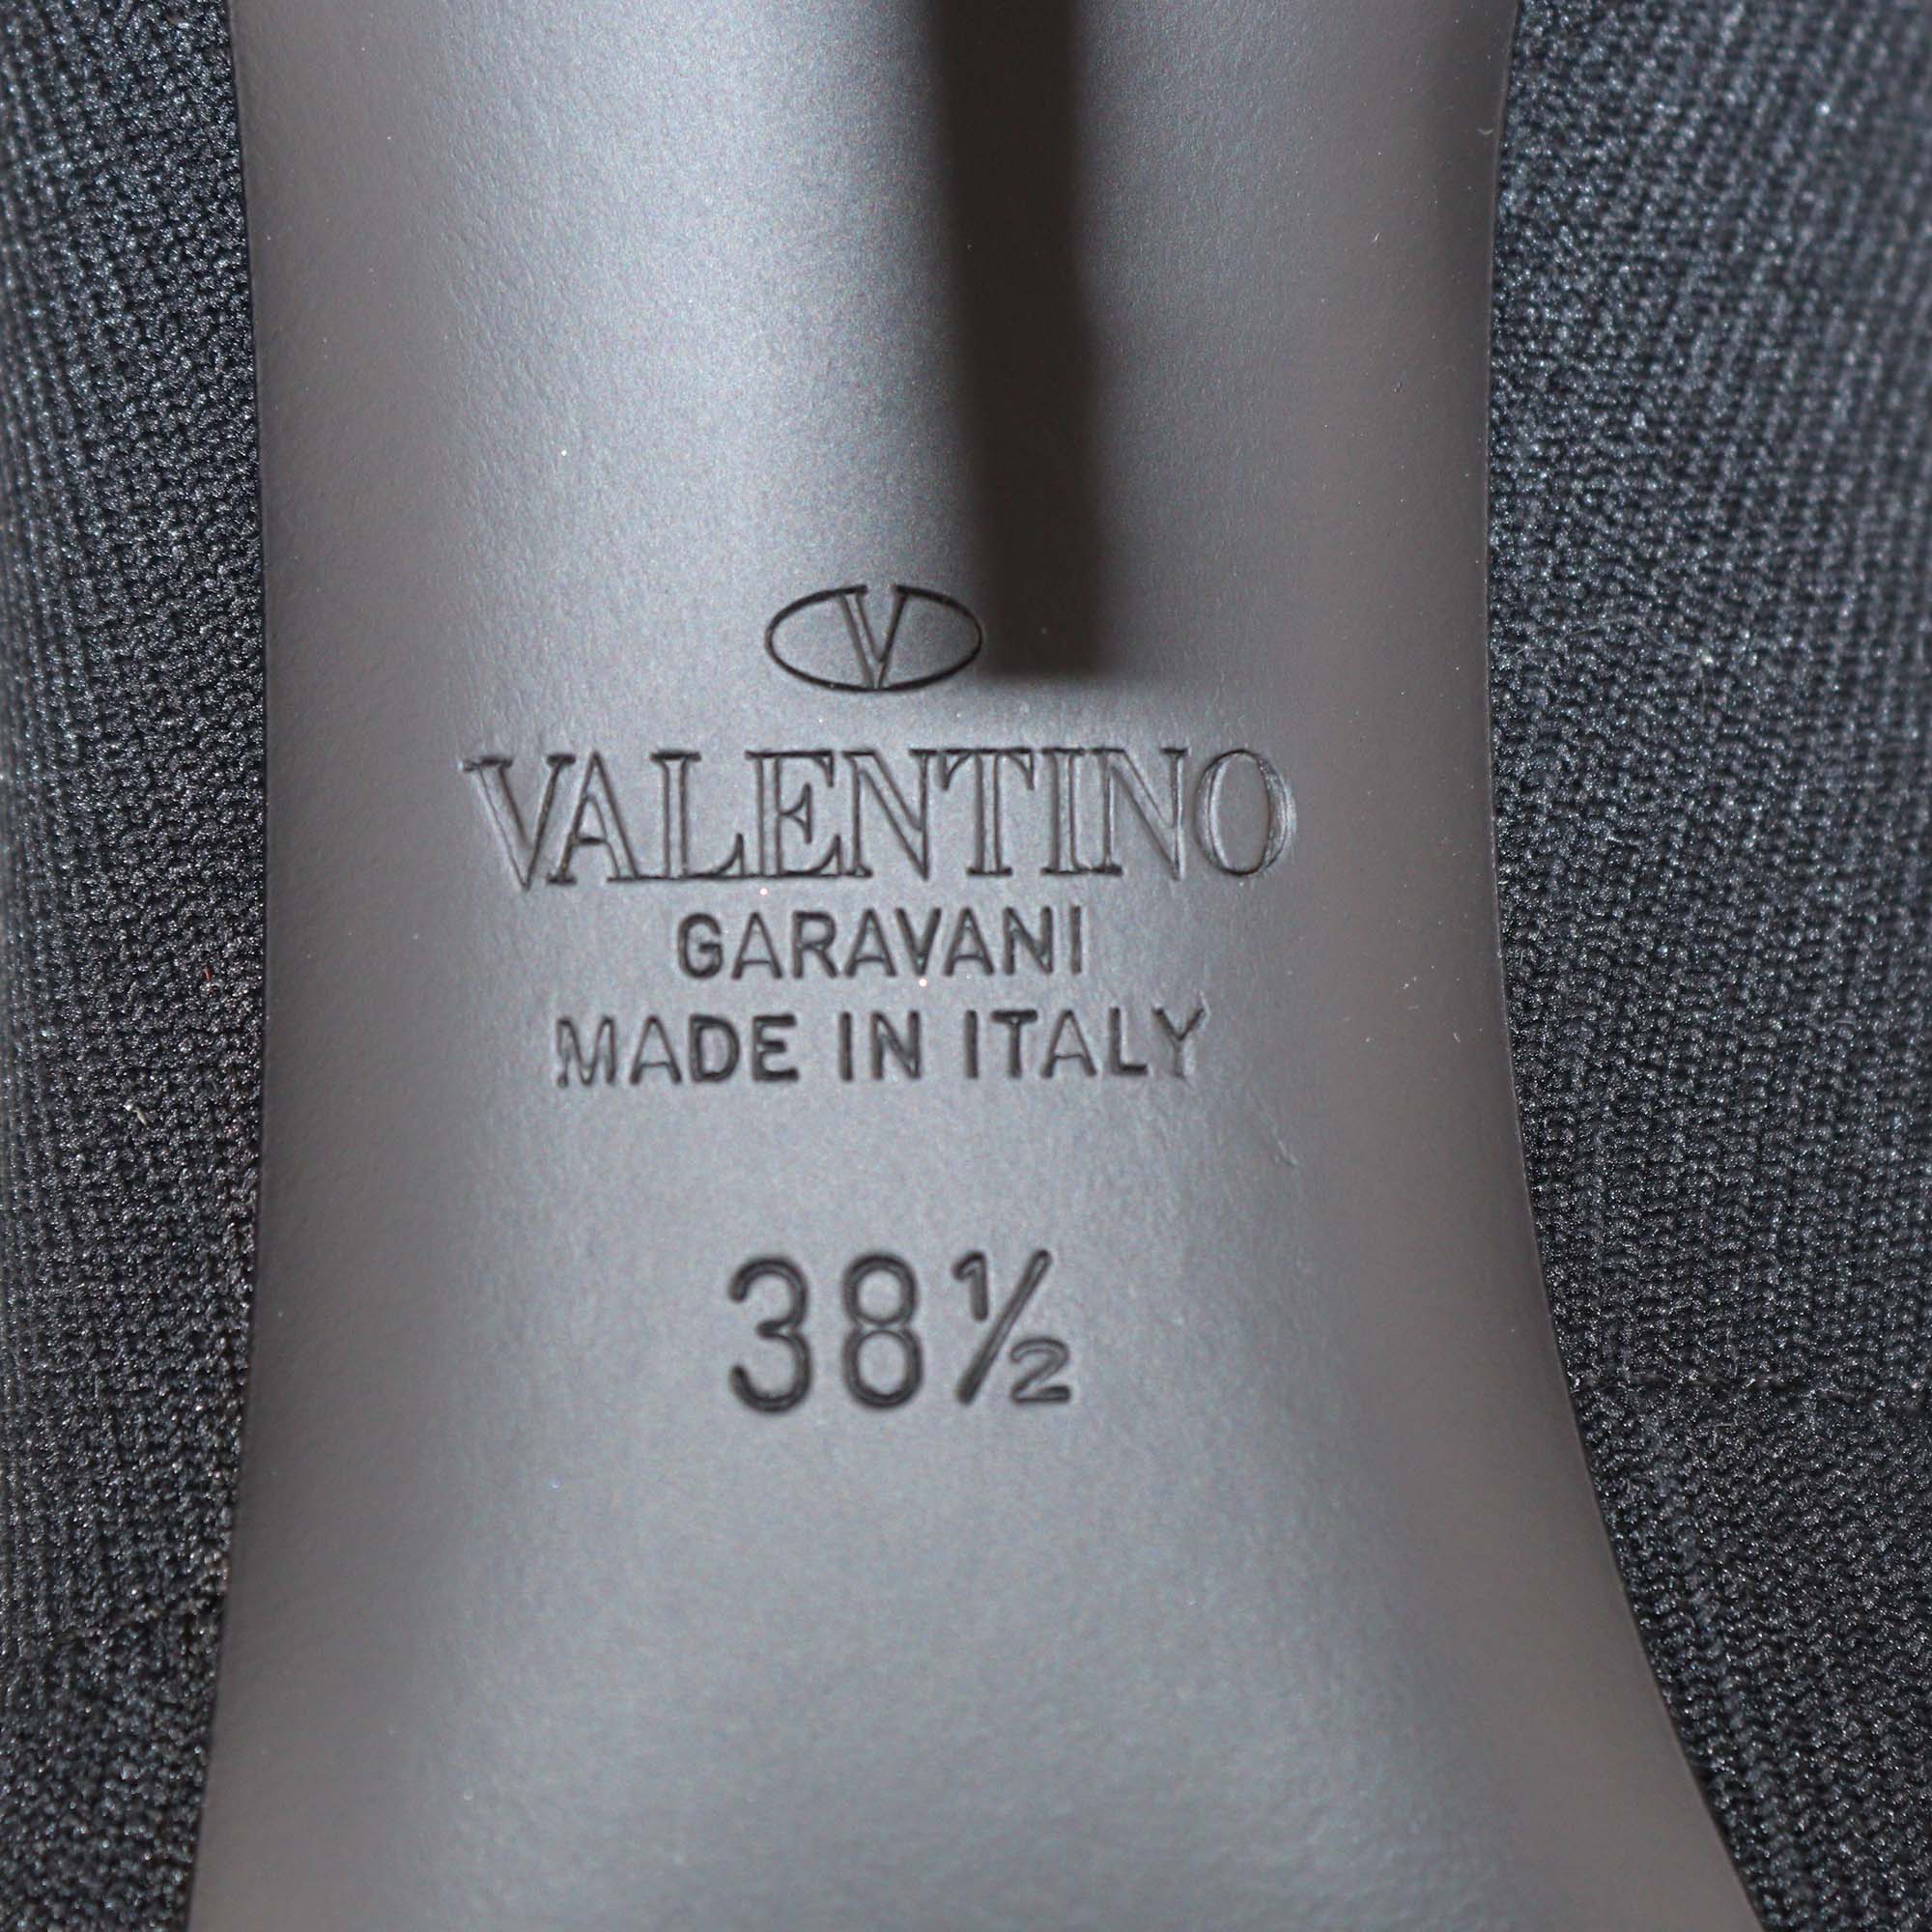 V
VALENTINO
GARAVANI
MADE IN ITALY
38½